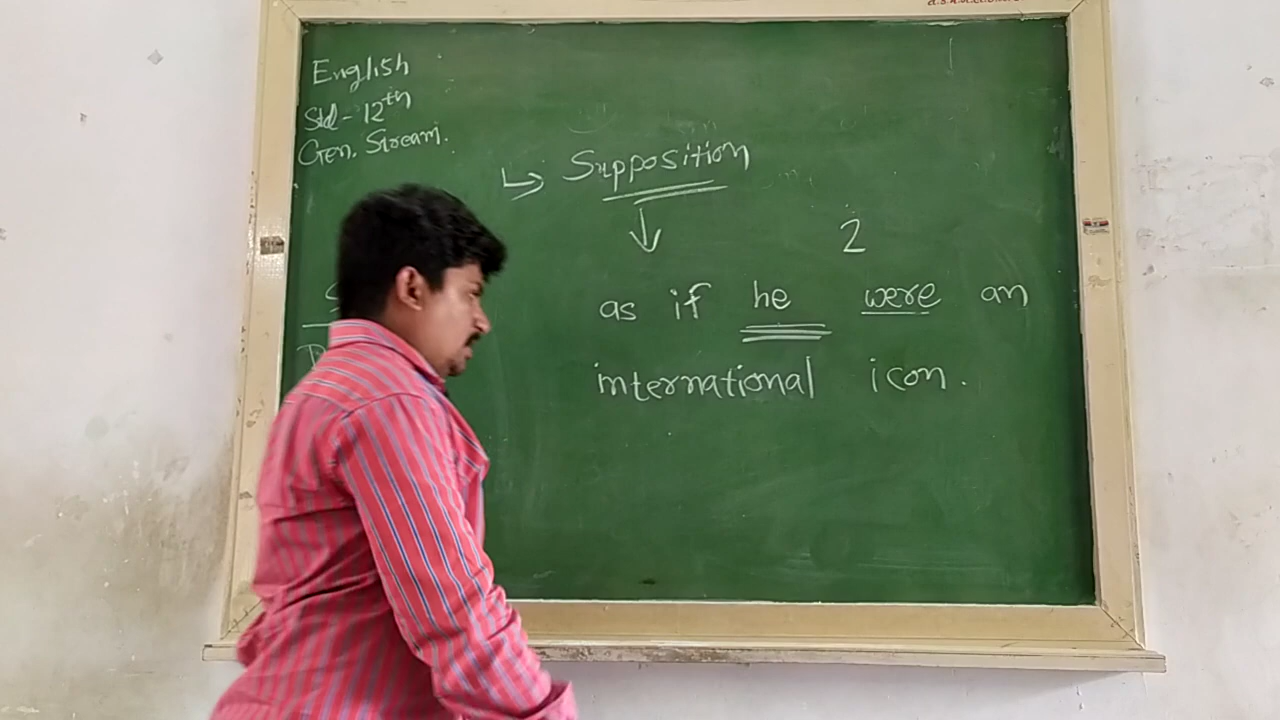 English
Std - 12th
Gen. Stream.
↳ Supposition
↓ 2
as if he were an
international icon.